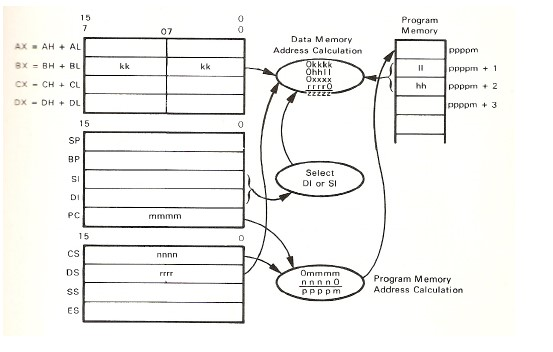 15 0
7 07 0
AX = AH + AL
BX = BH + BL kk kk
CX = CH + CL
DX = DH + DL
Data Memory
Address Calculation
0kkkk
0hhll
0xxxx
rrrr0
zzzzz
Program
Memory
ppppm
ll ppppm + 1
hh ppppm + 2
ppppm + 3
15 0
SP
BP
SI
DI
PC mmmm
Select
DI or SI
15 0
CS nnnn
DS rrrr
SS
ES
0mmmm
nnnn0
ppppm
Program Memory
Address Calculation